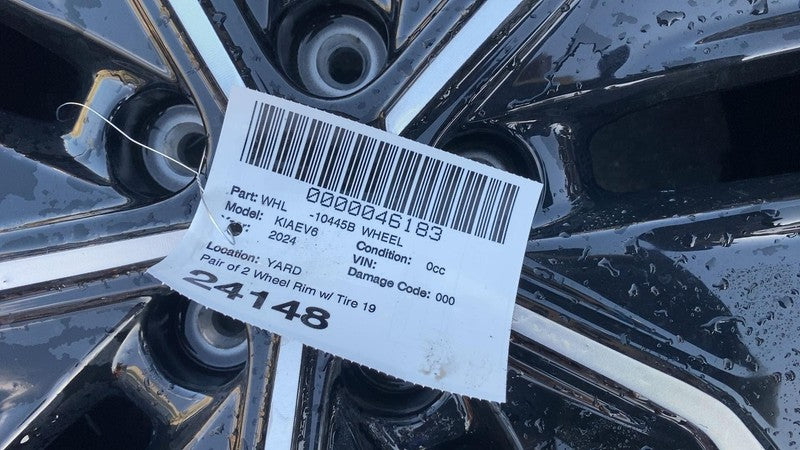 0000046183
Part: WHL -10445B WHEEL
Model: KIAEV6 Condition: 0cc
2024 VIN:
Damage Code: 000
Location: YARD
Pair of 2 Wheel Rim w/ Tire 19
24148